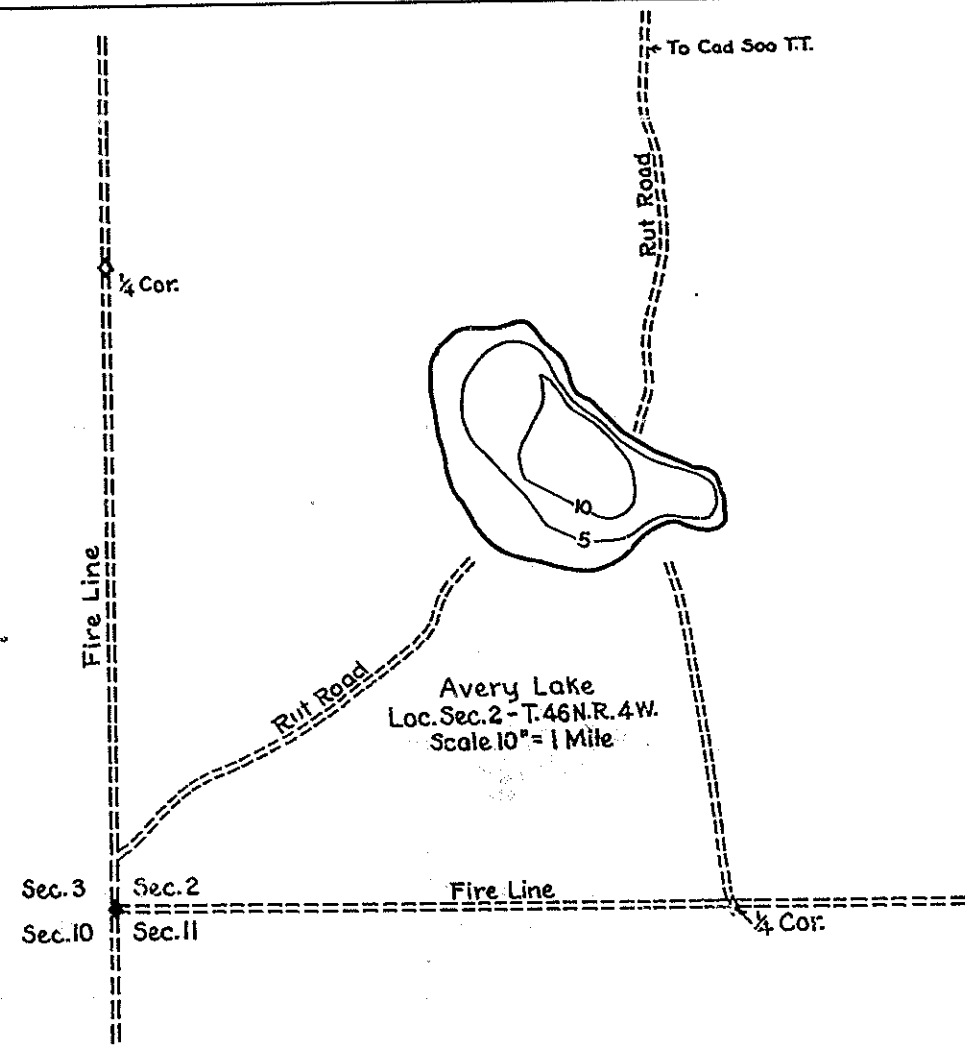 To Cad Soo T.T.
Rut Road
¼ Cor.
10
5
Fire Line
Rut Road
Avery Lake
Loc. Sec. 2 - T. 46 N. R. 4 W.
Scale 10" = 1 Mile
Sec. 3
Sec. 2
Fire Line
Sec. 10
Sec. 11
¼ Cor.